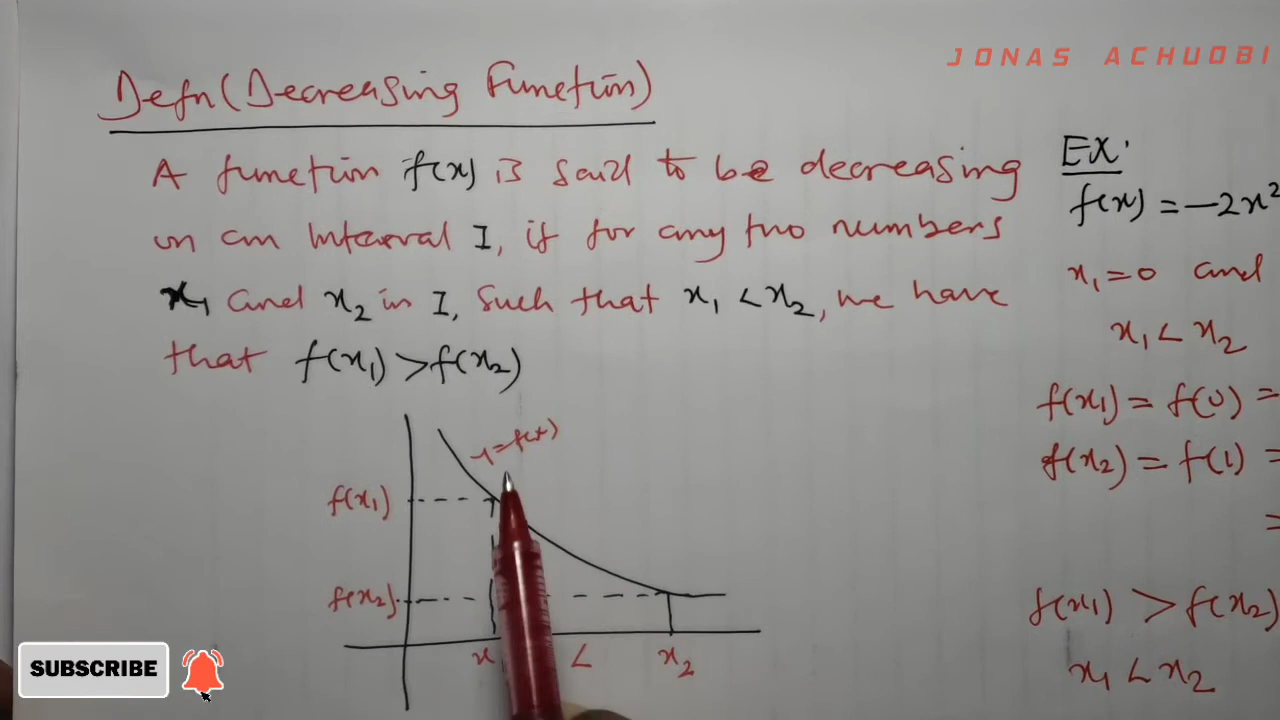 JONAS ACHUOBI
Defn (Decreasing Function)
A function f(x) is said to be decreasing
on an Interval I, if for any two numbers
x₁ and x₂ in I, such that x₁ < x₂, we have
that f(x₁) > f(x₂)
y = f(x)
f(x₁)
f(x₂)
x < x₂
EX:
f(x) = -2x²
x₁ = 0 and
x₁ < x₂
f(x₁) = f(0) =
f(x₂) = f(1) =
=
f(x₁) > f(x₂)
x₁ < x₂
SUBSCRIBE